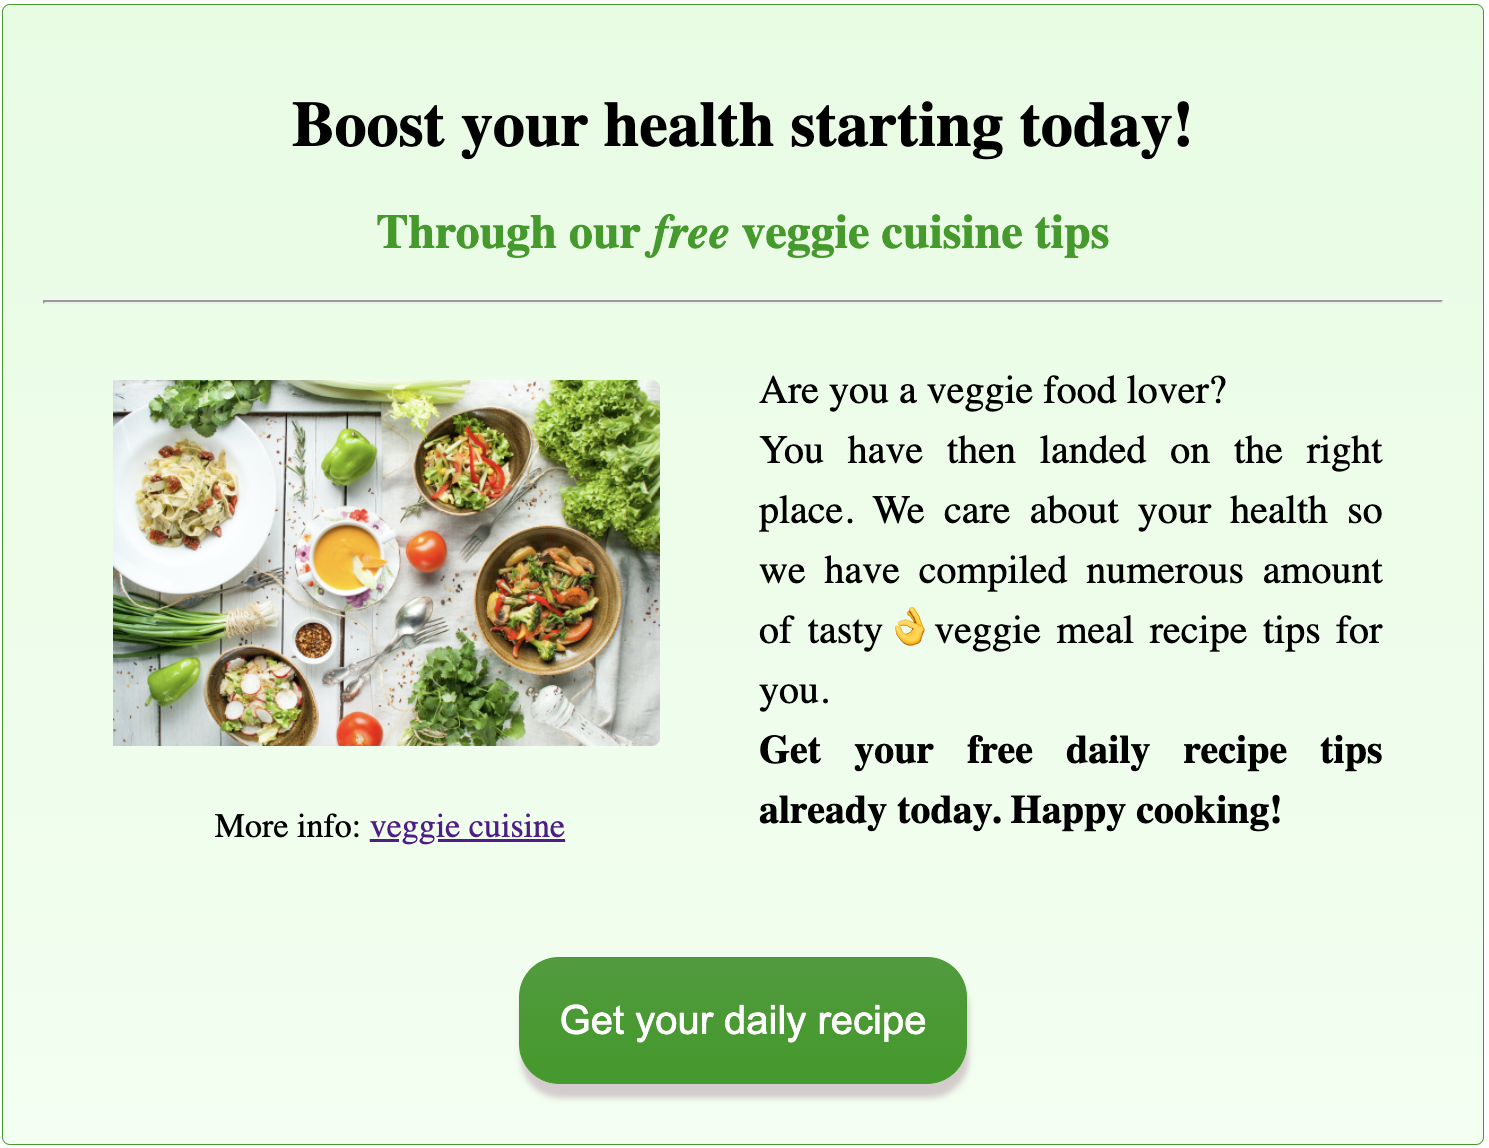 Boost your health starting today!
Through our free veggie cuisine tips
Are you a veggie food lover?
You have then landed on the right
place. We care about your health so
we have compiled numerous amount
of tasty👌veggie meal recipe tips for
you.
Get your free daily recipe tips
already today. Happy cooking!
More info: veggie cuisine
Get your daily recipe